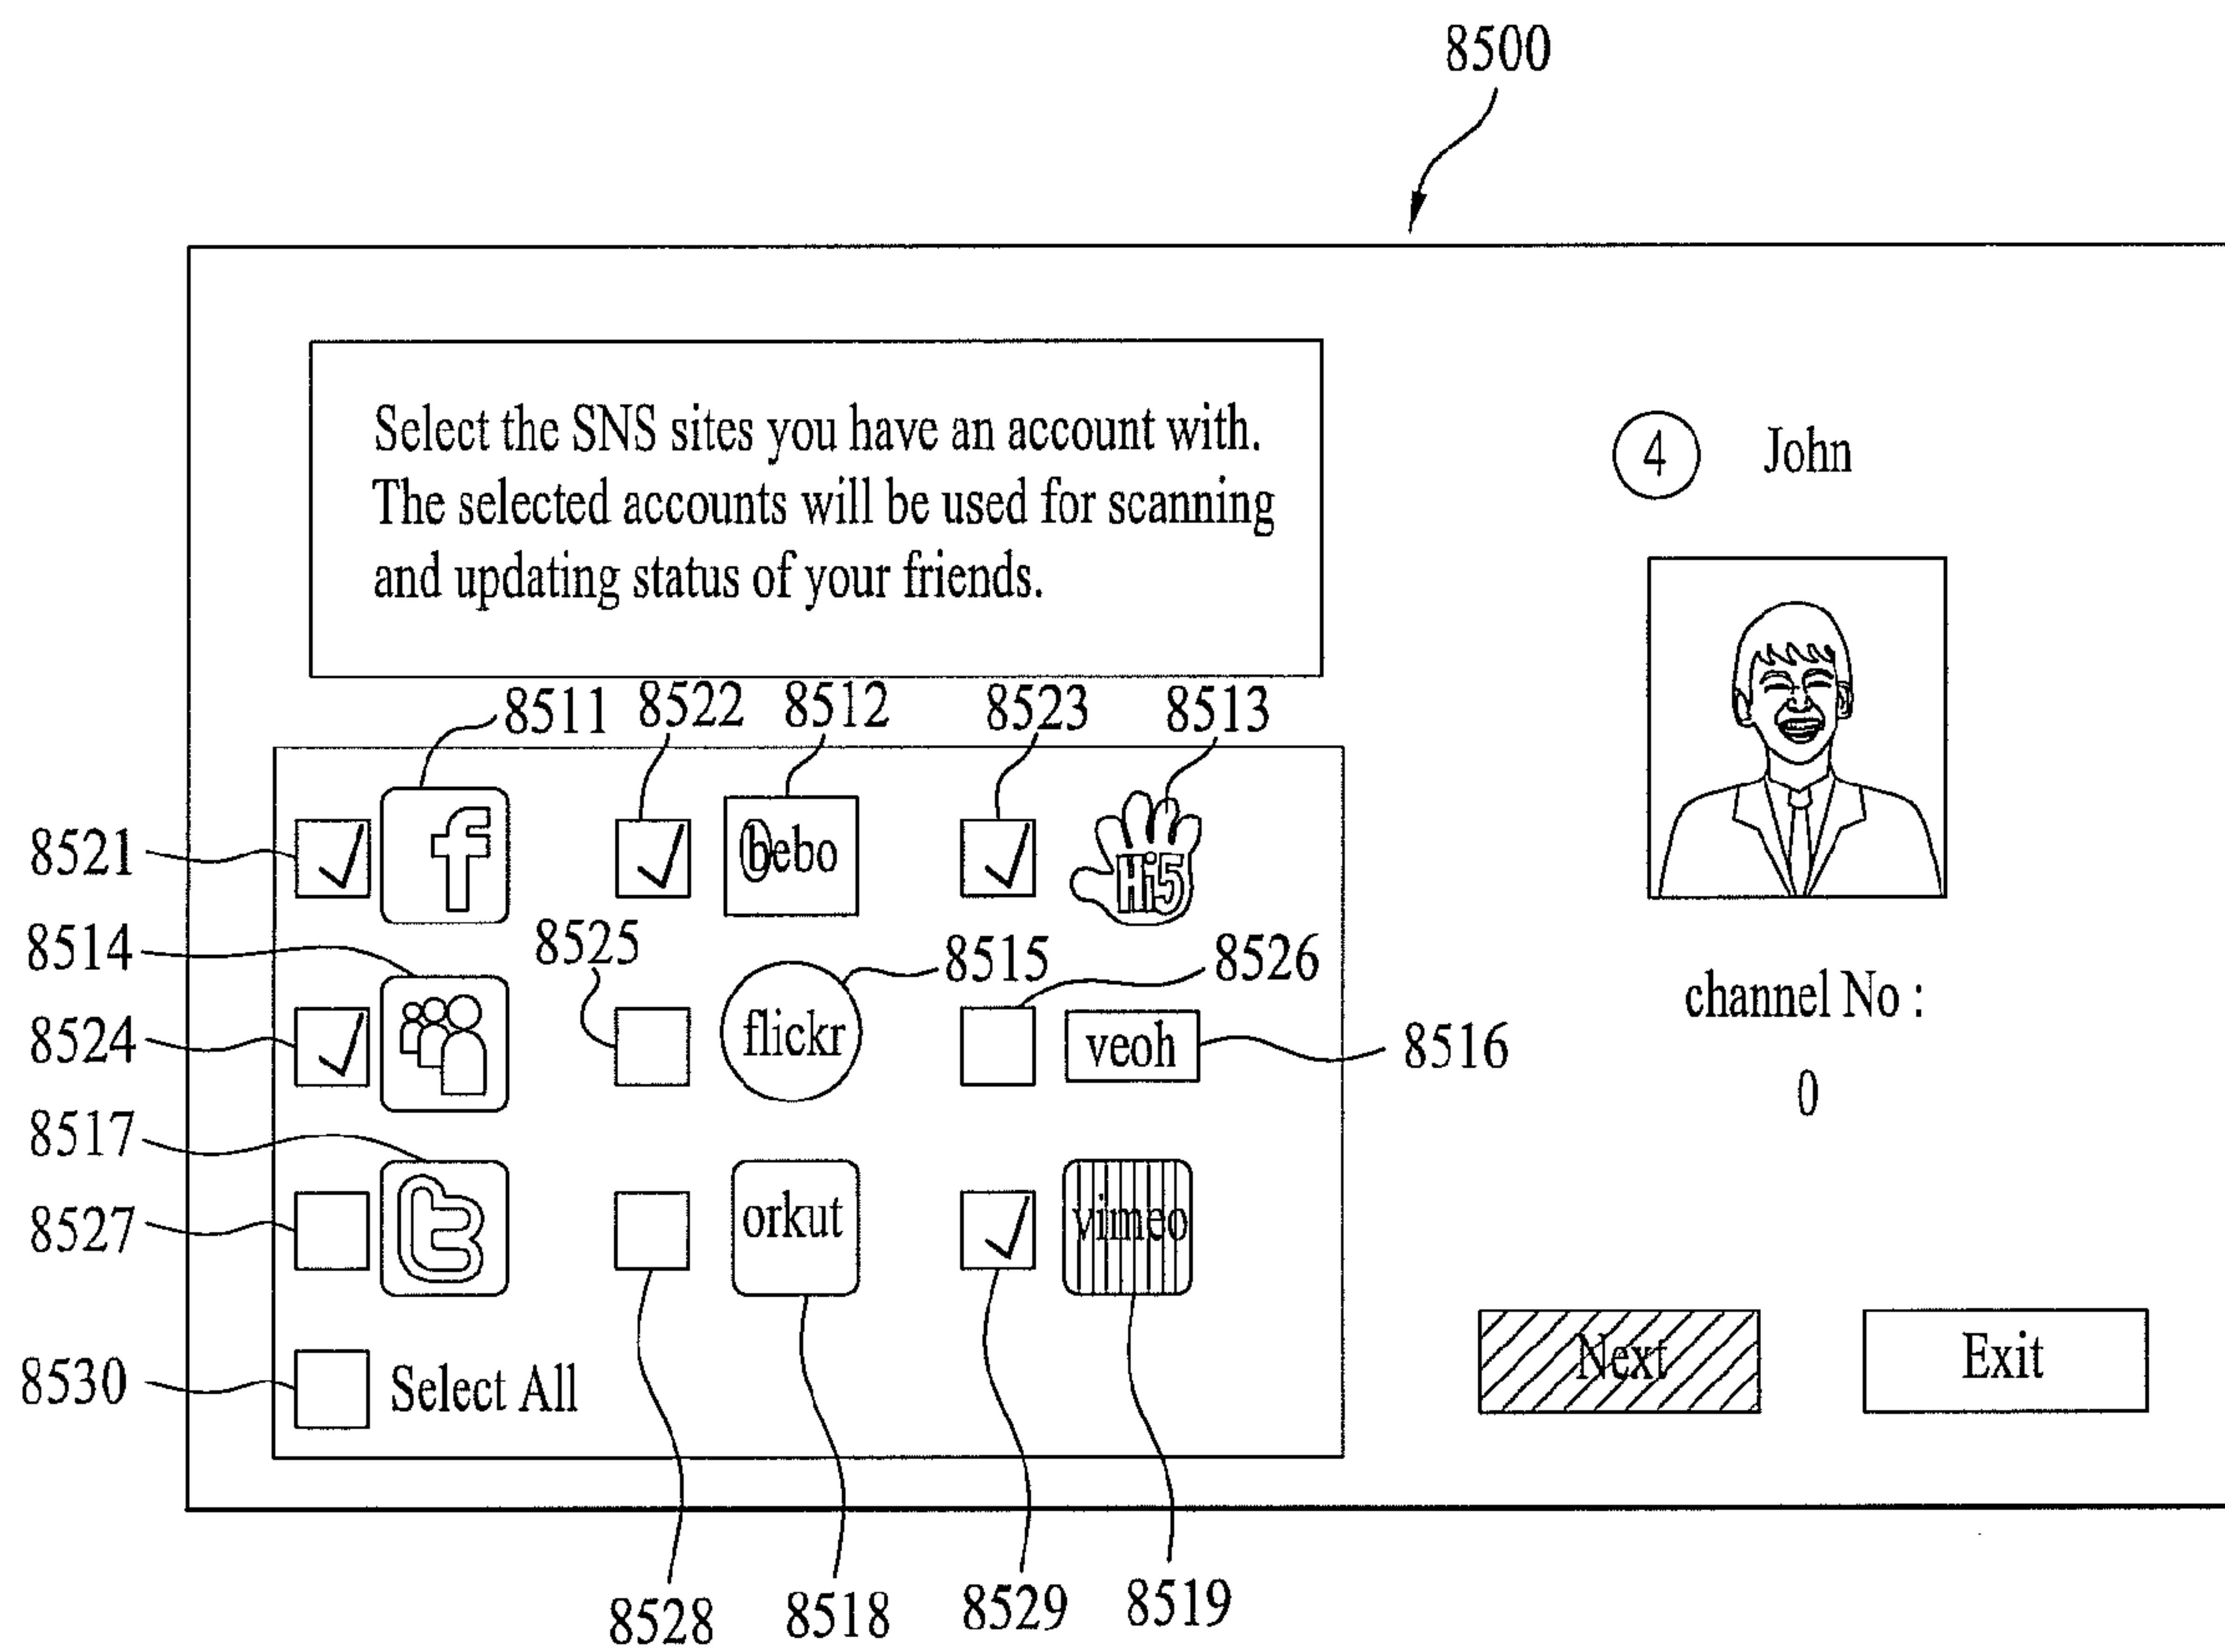 8500
Select the SNS sites you have an account with.
The selected accounts will be used for scanning
and updating status of your friends.
4 John
8511 8522 8512 8523 8513
8521 f bebo Hi5
8514 8525 8515 8526
channel No :
8524 flickr veoh 8516
0
8517
8527 t orkut vimeo
8530 Select All
Next Exit
8528 8518 8529 8519